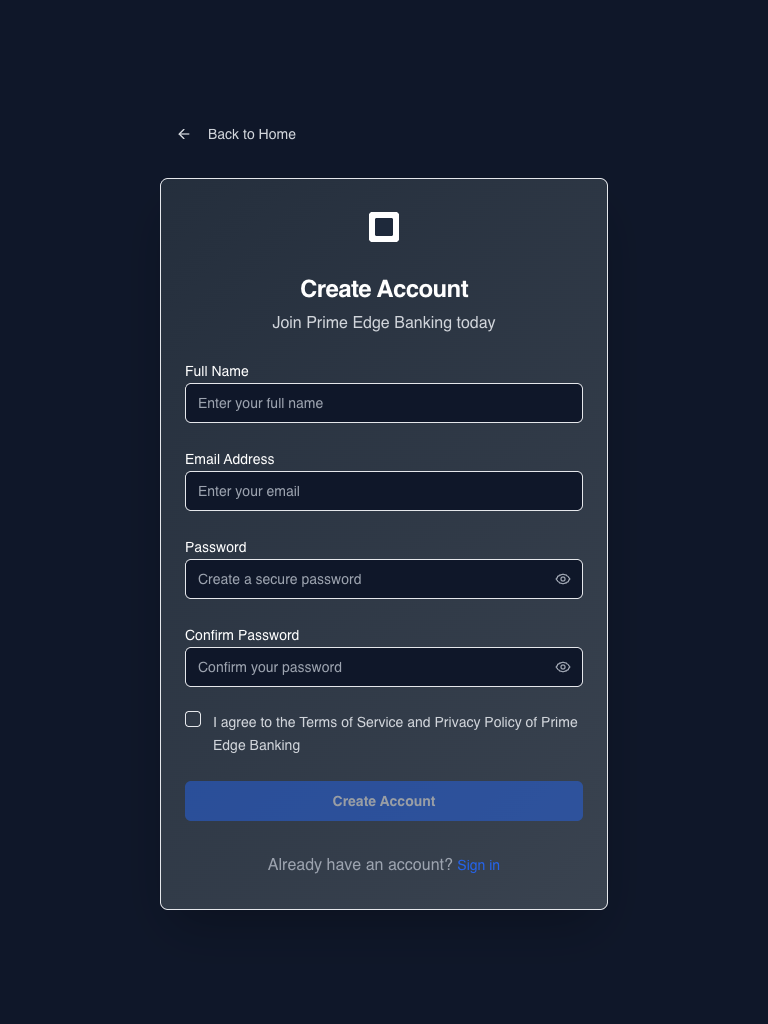 Back to Home
Create Account
Join Prime Edge Banking today
Full Name
Enter your full name
Email Address
Enter your email
Password
Create a secure password
Confirm Password
Confirm your password
I agree to the Terms of Service and Privacy Policy of Prime
Edge Banking
Create Account
Already have an account? Sign in